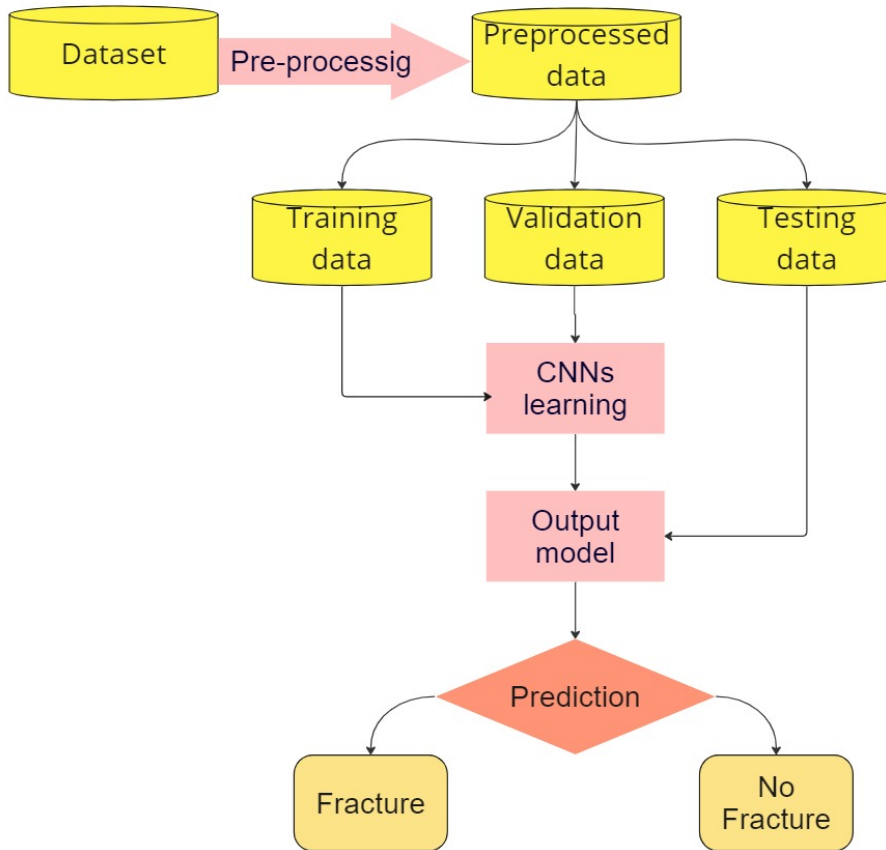 Dataset
Pre-processig
Preprocessed
data
Training
data
Validation
data
Testing
data
CNNs
learning
Output
model
Prediction
Fracture
No
Fracture